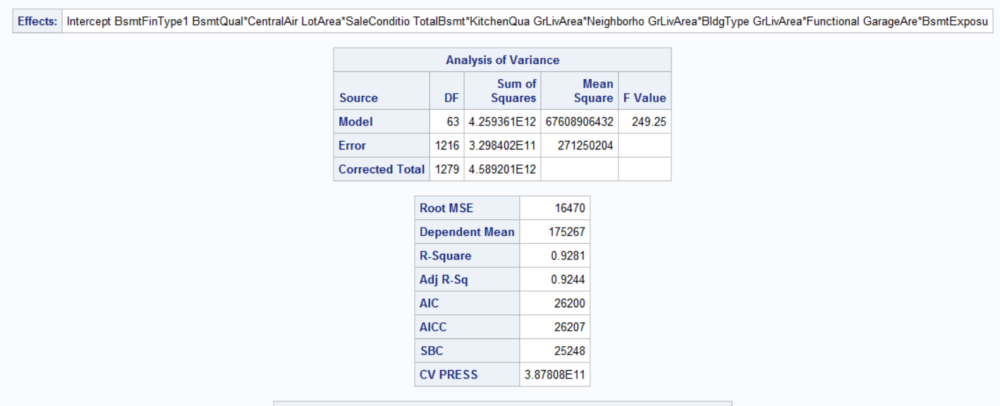 Effects: Intercept BsmtFinType1 BsmtQual*CentralAir LotArea*SaleConditio TotalBsmt*KitchenQua GrLivArea*Neighborho GrLivArea*BldgType GrLivArea*Functional GarageAre*BsmtExposu
Analysis of Variance
Source DF Sum of Squares Mean Square F Value
Model 63 4.259361E12 67608906432 249.25
Error 1216 3.298402E11 271250204
Corrected Total 1279 4.589201E12
Root MSE 16470
Dependent Mean 175267
R-Square 0.9281
Adj R-Sq 0.9244
AIC 26200
AICC 26207
SBC 25248
CV PRESS 3.87808E11